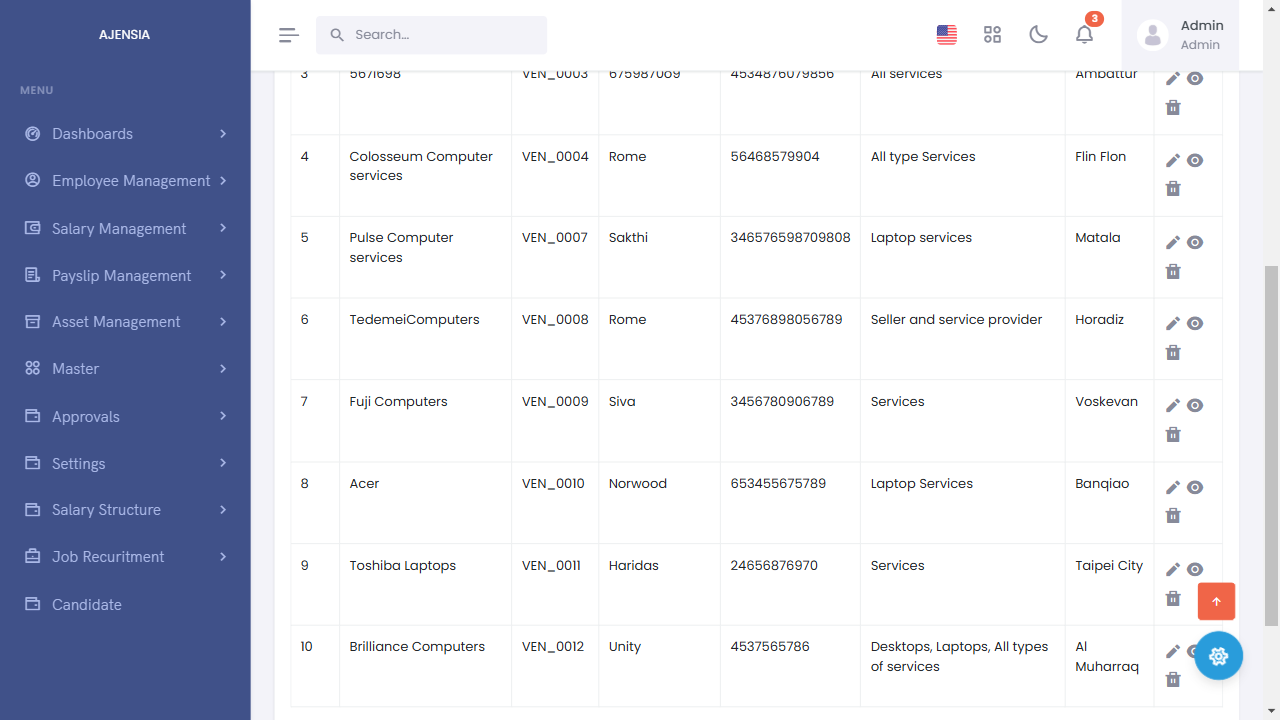 AJENSIA
Search...
3
Admin
Admin
MENU
Dashboards
Employee Management
Salary Management
Payslip Management
Asset Management
Master
Approvals
Settings
Salary Structure
Job Recuritment
Candidate
3 5671698 VEN_0003 675987069 4534876079856 All services Ambattur
4 Colosseum Computer VEN_0004 Rome 56468579904 All type Services Flin Flon
services
5 Pulse Computer VEN_0007 Sakthi 346576598709808 Laptop services Matala
services
6 TedemeiComputers VEN_0008 Rome 45376898056789 Seller and service provider Horadiz
7 Fuji Computers VEN_0009 Siva 3456780906789 Services Voskevan
8 Acer VEN_0010 Norwood 653455675789 Laptop Services Banqiao
9 Toshiba Laptops VEN_0011 Haridas 24656876970 Services Taipei City
10 Brilliance Computers VEN_0012 Unity 4537565786 Desktops, Laptops, All types Al
of services Muharraq